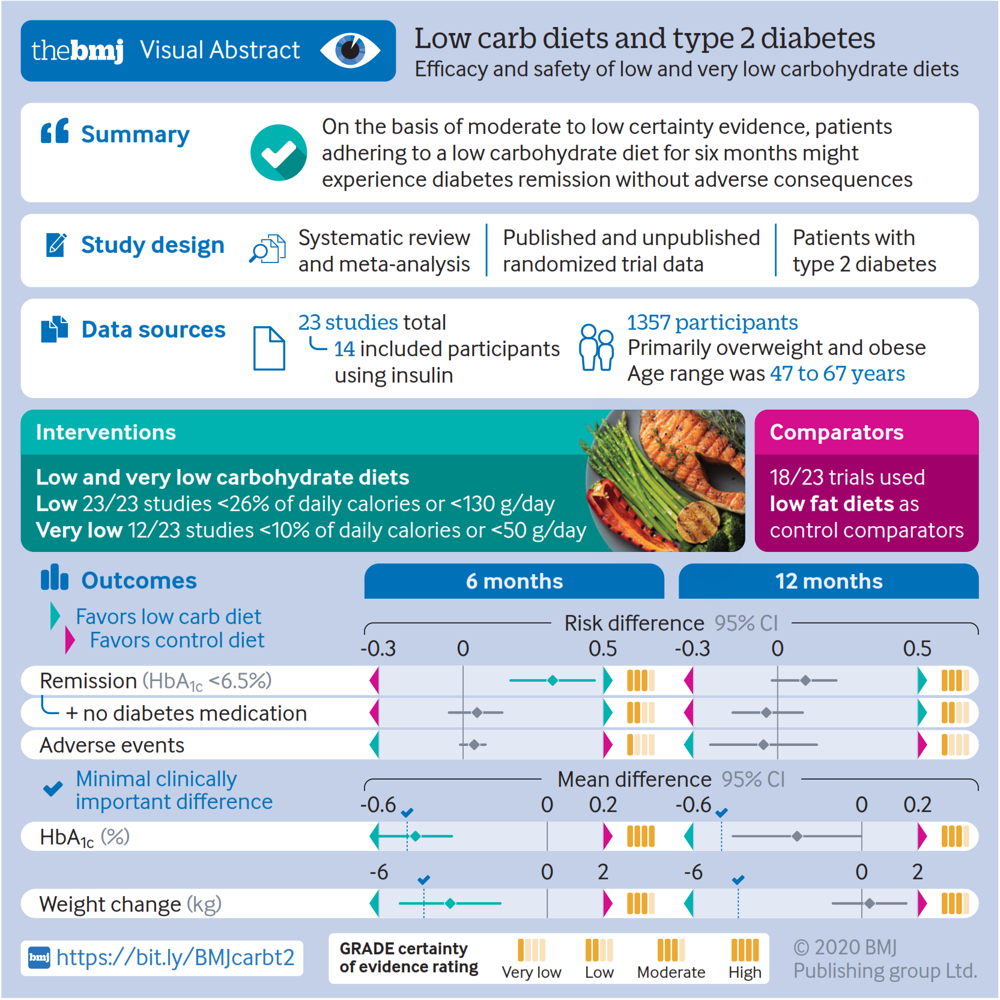 thebmj Visual Abstract
Low carb diets and type 2 diabetes
Efficacy and safety of low and very low carbohydrate diets
Summary
On the basis of moderate to low certainty evidence, patients
adhering to a low carbohydrate diet for six months might
experience diabetes remission without adverse consequences
Study design
Systematic review
and meta-analysis
Published and unpublished
randomized trial data
Patients with
type 2 diabetes
Data sources
23 studies total
14 included participants
using insulin
1357 participants
Primarily overweight and obese
Age range was 47 to 67 years
Interventions
Low and very low carbohydrate diets
Low 23/23 studies <26% of daily calories or <130 g/day
Very low 12/23 studies <10% of daily calories or <50 g/day
Comparators
18/23 trials used
low fat diets as
control comparators
Outcomes
6 months
12 months
Favors low carb diet
Favors control diet
Risk difference 95% CI
-0.3 0 0.5 -0.3 0 0.5
Remission (HbA1c <6.5%)
+ no diabetes medication
Adverse events
Minimal clinically
important difference
Mean difference 95% CI
-0.6 0 0.2 -0.6 0 0.2
HbA1c (%)
-6 0 2 -6 0 2
Weight change (kg)
bmj https://bit.ly/BMJcarbt2
GRADE certainty
of evidence rating
Very low Low Moderate High
© 2020 BMJ
Publishing group Ltd.